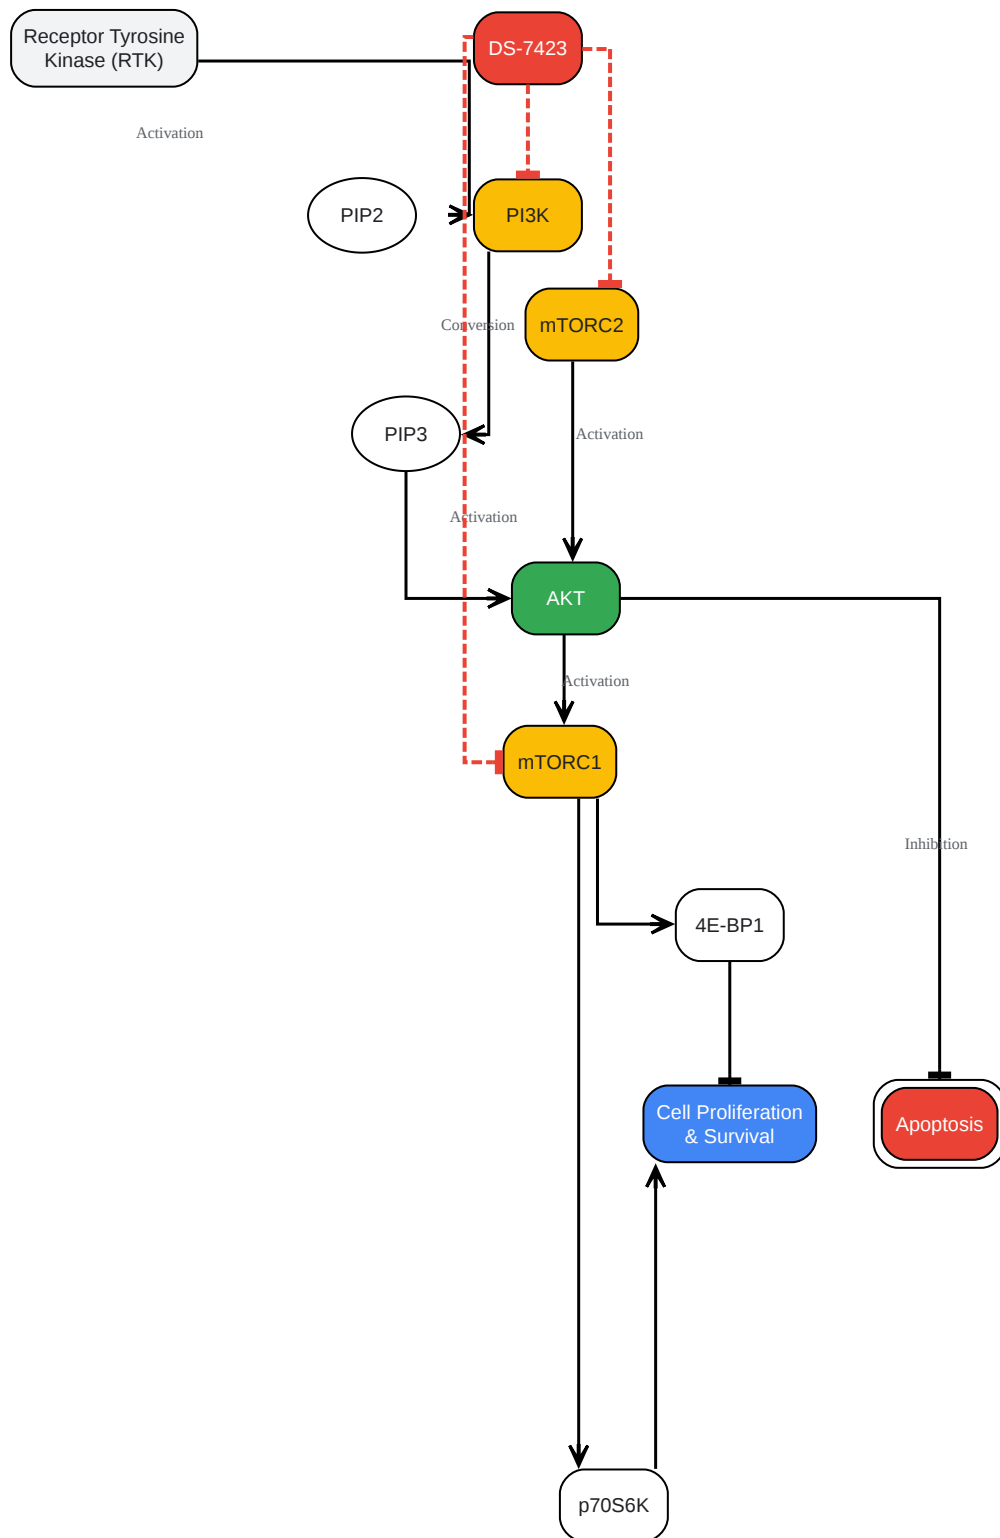 Receptor Tyrosine
Kinase (RTK)
DS-7423
Activation
PIP2
PI3K
Conversion
mTORC2
PIP3
Activation
Activation
AKT
Activation
mTORC1
Inhibition
4E-BP1
Cell Proliferation
& Survival
Apoptosis
p70S6K